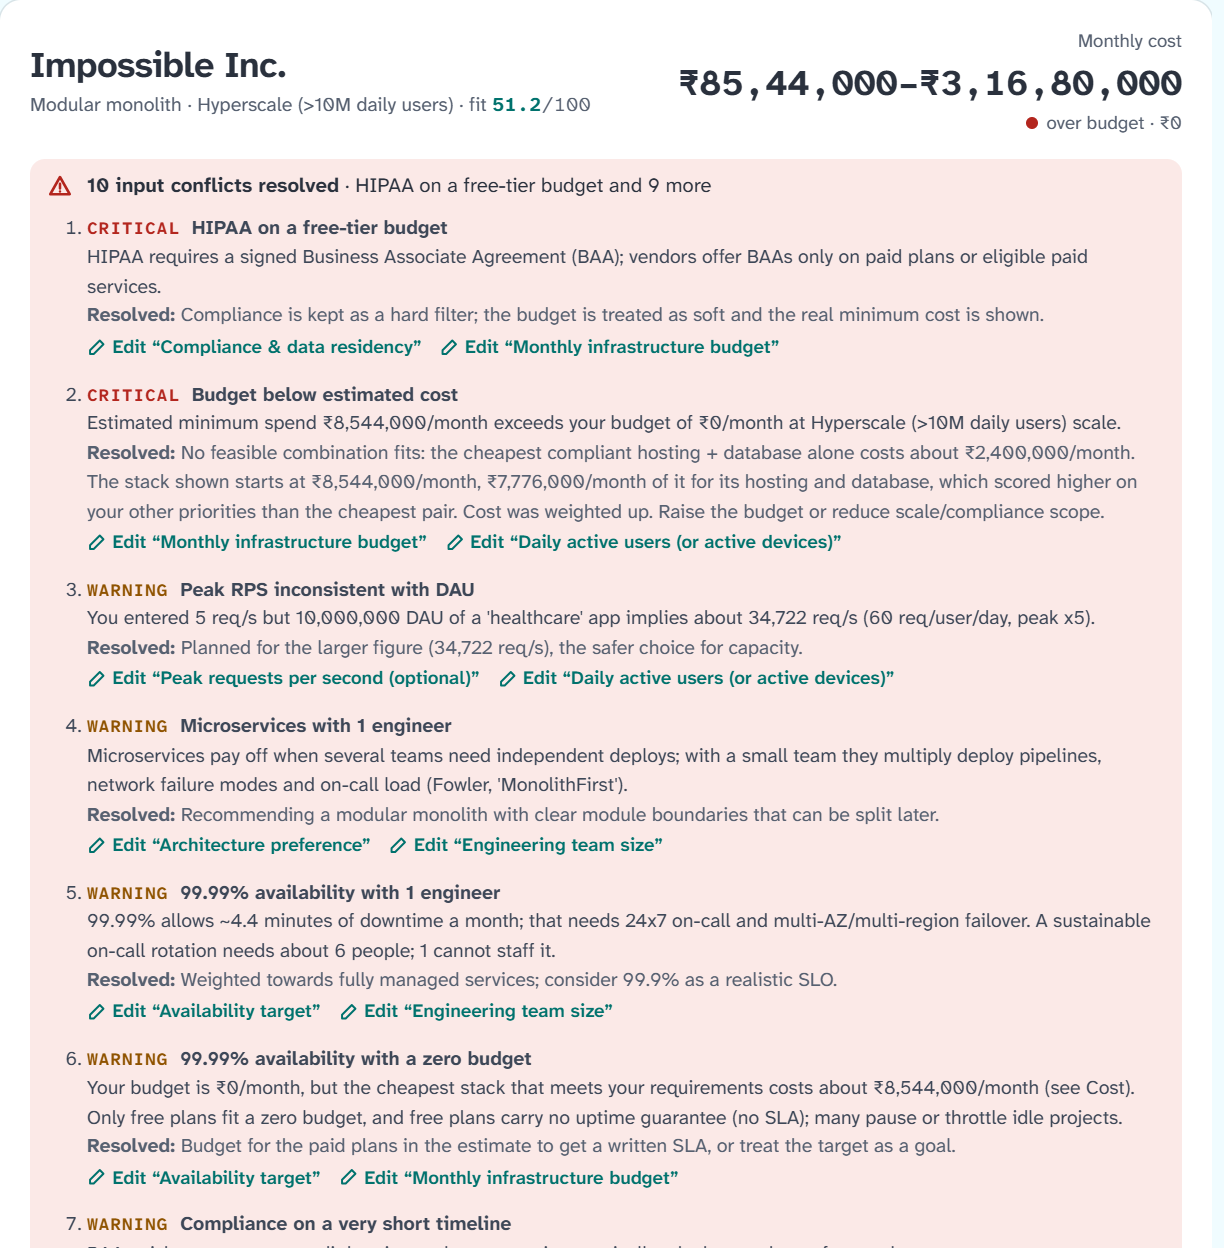 Monthly cost
Impossible Inc.
₹85,44,000–₹3,16,80,000
Modular monolith · Hyperscale (>10M daily users) · fit 51.2/100
over budget · ₹0
10 input conflicts resolved · HIPAA on a free-tier budget and 9 more
1. CRITICAL HIPAA on a free-tier budget
HIPAA requires a signed Business Associate Agreement (BAA); vendors offer BAAs only on paid plans or eligible paid
services.
Resolved: Compliance is kept as a hard filter; the budget is treated as soft and the real minimum cost is shown.
Edit “Compliance & data residency” Edit “Monthly infrastructure budget”
2. CRITICAL Budget below estimated cost
Estimated minimum spend ₹8,544,000/month exceeds your budget of ₹0/month at Hyperscale (>10M daily users) scale.
Resolved: No feasible combination fits: the cheapest compliant hosting + database alone costs about ₹2,400,000/month.
The stack shown starts at ₹8,544,000/month, ₹7,776,000/month of it for its hosting and database, which scored higher on
your other priorities than the cheapest pair. Cost was weighted up. Raise the budget or reduce scale/compliance scope.
Edit “Monthly infrastructure budget” Edit “Daily active users (or active devices)”
3. WARNING Peak RPS inconsistent with DAU
You entered 5 req/s but 10,000,000 DAU of a 'healthcare' app implies about 34,722 req/s (60 req/user/day, peak x5).
Resolved: Planned for the larger figure (34,722 req/s), the safer choice for capacity.
Edit “Peak requests per second (optional)” Edit “Daily active users (or active devices)”
4. WARNING Microservices with 1 engineer
Microservices pay off when several teams need independent deploys; with a small team they multiply deploy pipelines,
network failure modes and on-call load (Fowler, 'MonolithFirst').
Resolved: Recommending a modular monolith with clear module boundaries that can be split later.
Edit “Architecture preference” Edit “Engineering team size”
5. WARNING 99.99% availability with 1 engineer
99.99% allows ~4.4 minutes of downtime a month; that needs 24x7 on-call and multi-AZ/multi-region failover. A sustainable
on-call rotation needs about 6 people; 1 cannot staff it.
Resolved: Weighted towards fully managed services; consider 99.9% as a realistic SLO.
Edit “Availability target” Edit “Engineering team size”
6. WARNING 99.99% availability with a zero budget
Your budget is ₹0/month, but the cheapest stack that meets your requirements costs about ₹8,544,000/month (see Cost).
Only free plans fit a zero budget, and free plans carry no uptime guarantee (no SLA); many pause or throttle idle projects.
Resolved: Budget for the paid plans in the estimate to get a written SLA, or treat the target as a goal.
Edit “Availability target” Edit “Monthly infrastructure budget”
7. WARNING Compliance on a very short timeline